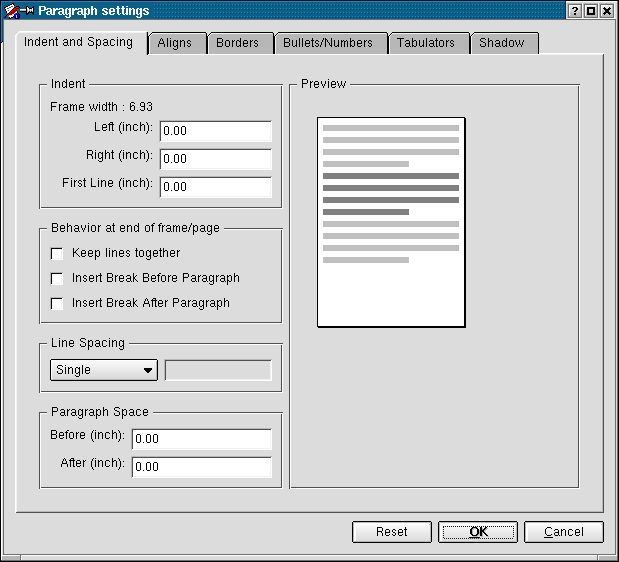 Paragraph settings
Indent and Spacing
Aligns
Borders
Bullets/Numbers
Tabulators
Shadow
Indent
Frame width : 6.93
Left (inch): 0.00
Right (inch): 0.00
First Line (inch): 0.00
Behavior at end of frame/page
Keep lines together
Insert Break Before Paragraph
Insert Break After Paragraph
Line Spacing
Single
Paragraph Space
Before (inch): 0.00
After (inch): 0.00
Preview
Reset
OK
Cancel